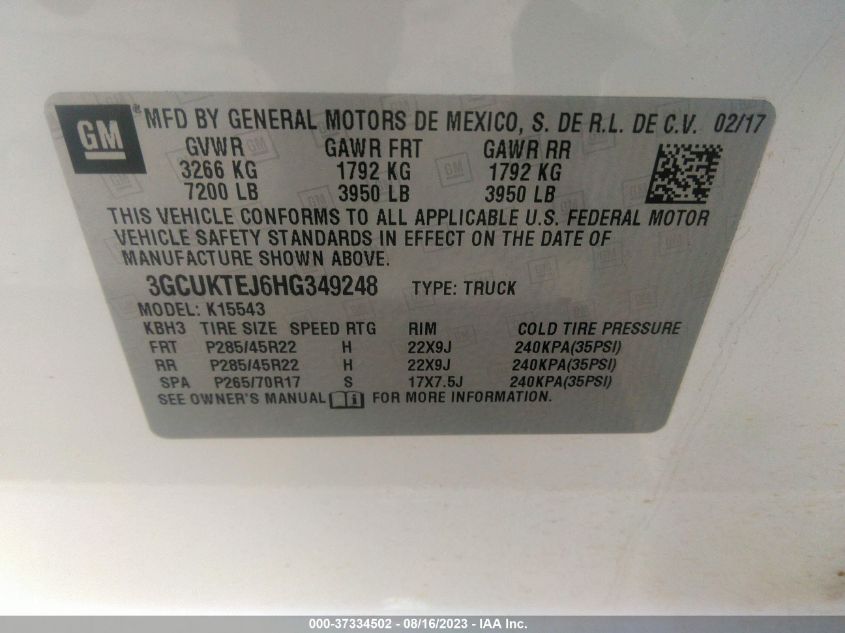 GM ® MFD BY GENERAL MOTORS DE MEXICO, S. DE R.L. DE C.V. 02/17
GVWR GAWR FRT GAWR RR
3266 KG 1792 KG 1792 KG
7200 LB 3950 LB 3950 LB
THIS VEHICLE CONFORMS TO ALL APPLICABLE U.S. FEDERAL MOTOR
VEHICLE SAFETY STANDARDS IN EFFECT ON THE DATE OF
MANUFACTURE SHOWN ABOVE.
3GCUKTEJ6HG349248 TYPE: TRUCK
MODEL: K15543
KBH3 TIRE SIZE SPEED RTG RIM COLD TIRE PRESSURE
FRT P285/45R22 H 22X9J 240KPA(35PSI)
RR P285/45R22 H 22X9J 240KPA(35PSI)
SPA P265/70R17 S 17X7.5J 240KPA(35PSI)
SEE OWNER'S MANUAL FOR MORE INFORMATION.
000-37334502 - 08/16/2023 - IAA Inc.